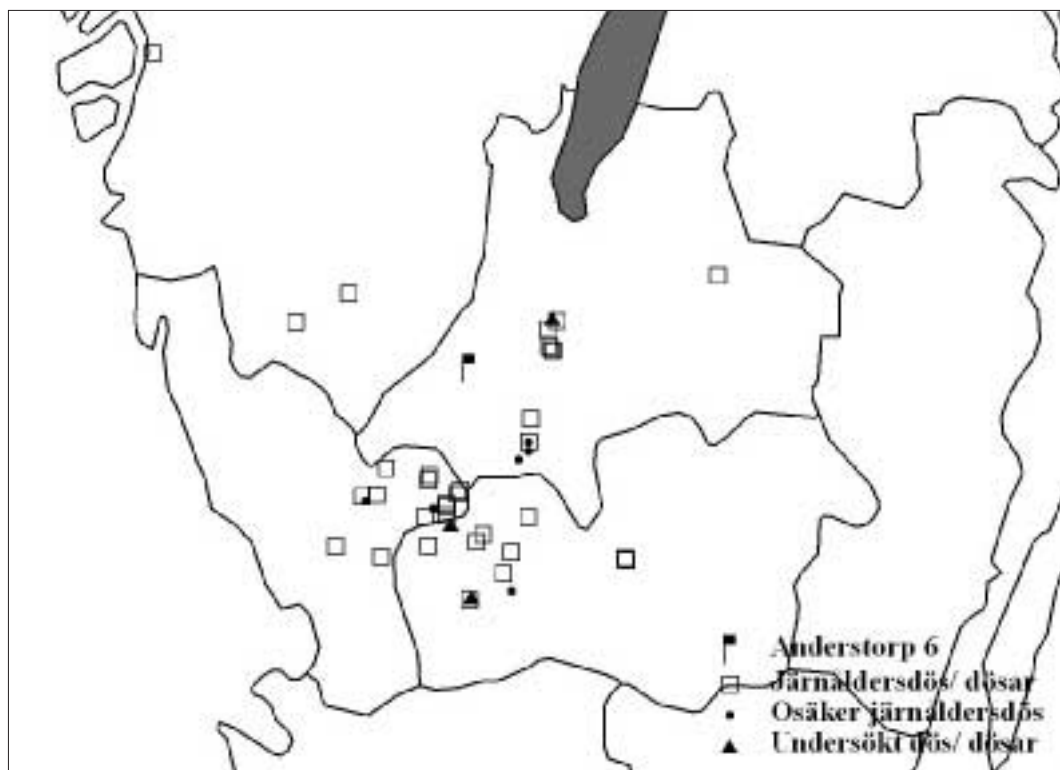 Anderstorp 6
Järnåldersdös/ dösar
Osäker järnåldersdös
Undersökt dös/ dösar